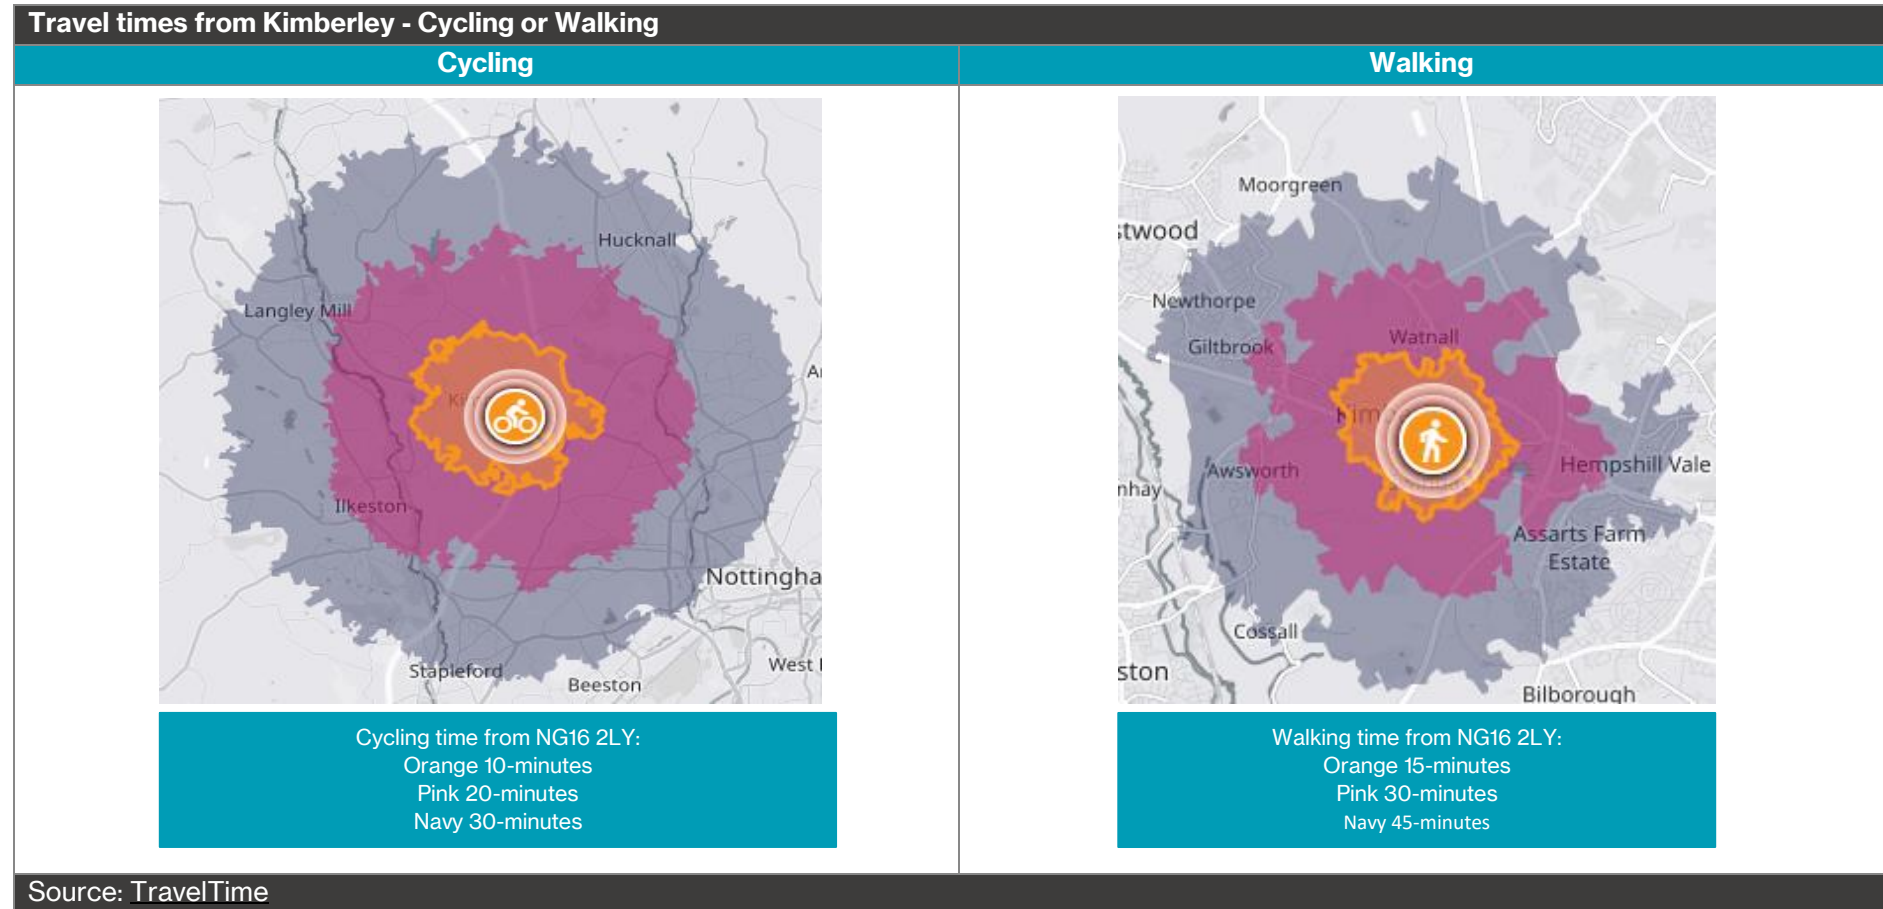 Travel times from Kimberley - Cycling or Walking
Cycling
Walking
Hucknall
Langley Mill
Ilkeston
Nottingha
Stapleford
Beeston
West
Moorgreen
stwood
Newthorpe
Giltbrook
Watnall
Awsworth
Hempshill Vale
nhay
Assarts Farm
Estate
Cossall
ston
Bilborough
Cycling time from NG16 2LY:
Orange 10-minutes
Pink 20-minutes
Navy 30-minutes
Walking time from NG16 2LY:
Orange 15-minutes
Pink 30-minutes
Navy 45-minutes
Source: TravelTime